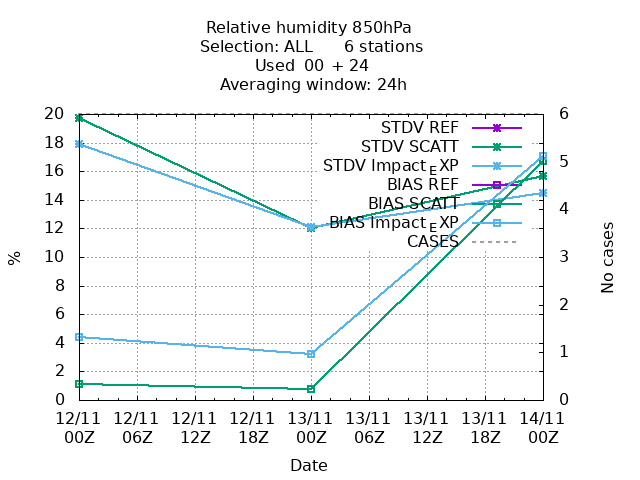 Relative humidity 850hPa
Selection: ALL 6 stations
Used 00 + 24
Averaging window: 24h
20
18
16
14
12
10
8
6
4
2
0
%
STDV REF
STDV SCATT
STDV Impact_EXP
BIAS REF
BIAS SCATT
BIAS Impact_EXP
CASES
6
5
4
3
2
1
0
No cases
12/11 12/11 12/11 12/11 13/11 13/11 13/11 13/11 14/11
00Z 06Z 12Z 18Z 00Z 06Z 12Z 18Z 00Z
Date